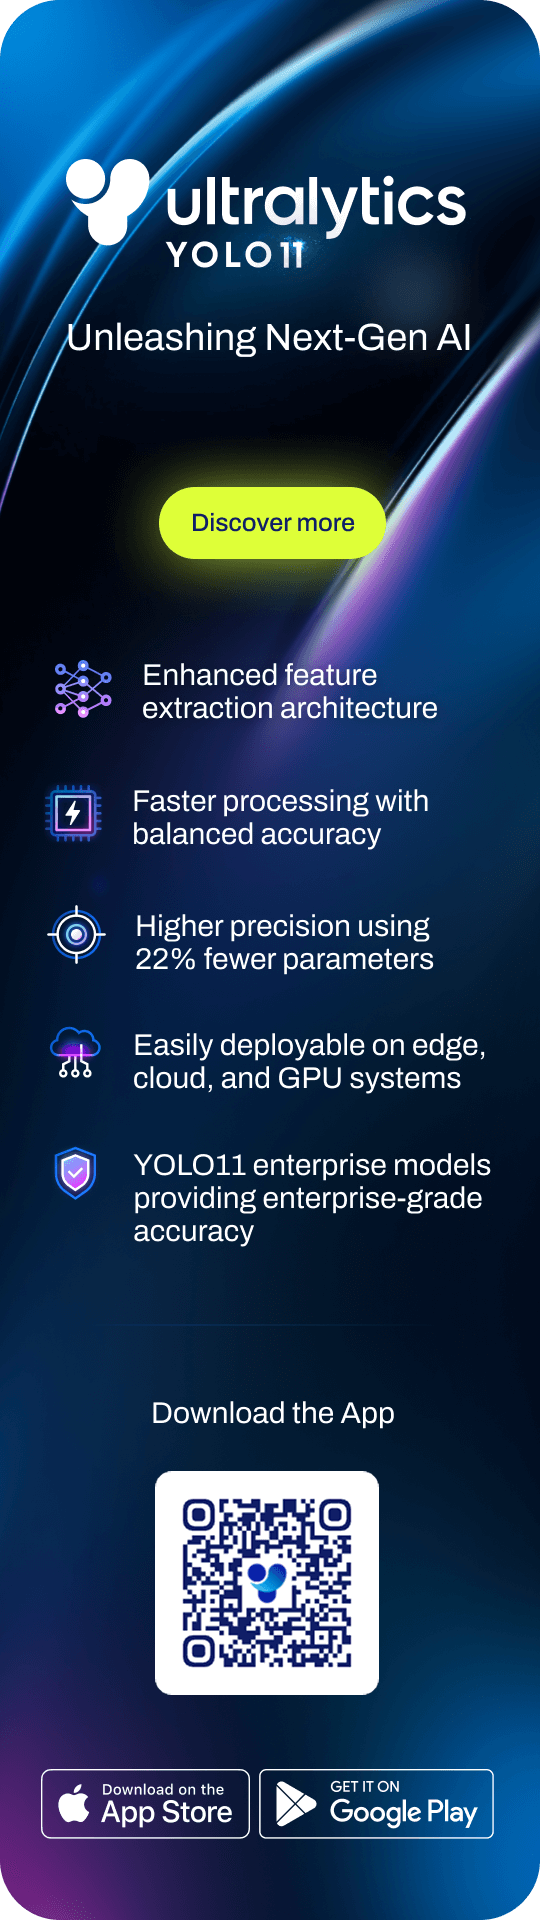 ultralytics
YOLO11
Unleashing Next-Gen AI
Discover more
Enhanced feature
extraction architecture
Faster processing with
balanced accuracy
Higher precision using
22% fewer parameters
Easily deployable on edge,
cloud, and GPU systems
YOLO11 enterprise models
providing enterprise-grade
accuracy
Download the App
Download on the
App Store
GET IT ON
Google Play